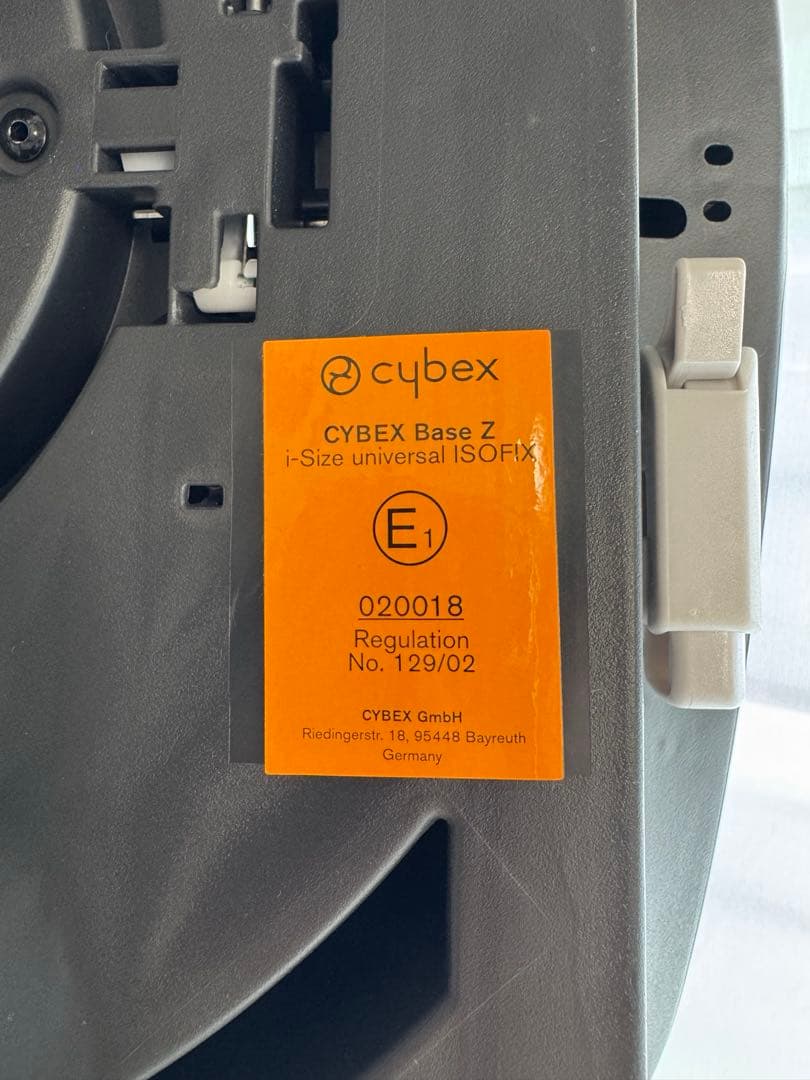 cybex
CYBEX Base Z
i-Size universal ISOFIX
E1
020018
Regulation
No. 129/02
CYBEX GmbH
Riedingerstr. 18, 95448 Bayreuth
Germany